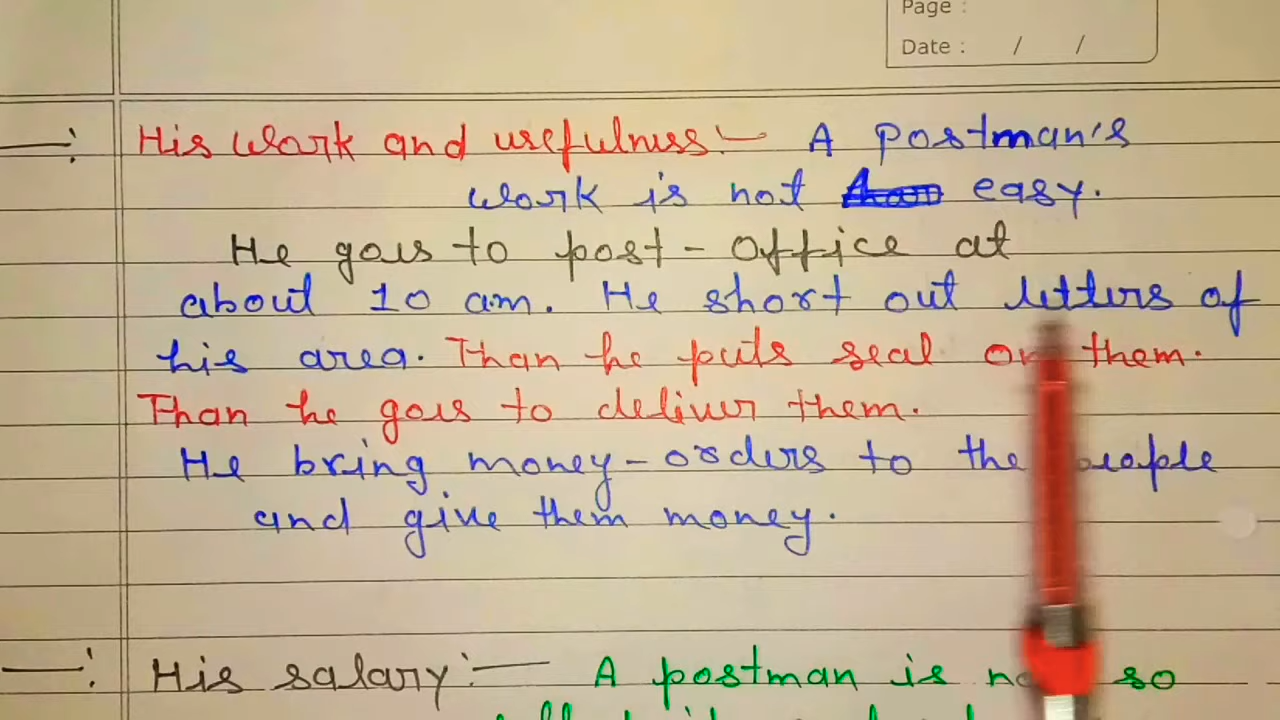 Page :
Date : / /
His work and usefulness :- A postman's
work is not easy.
He goes to post-office at
about 10 am. He short out letters of
his area. Than he puts seal on them.
Than he goes to deliver them.
He bring money-orders to the people
and give them money.
His salary :- A postman is not so